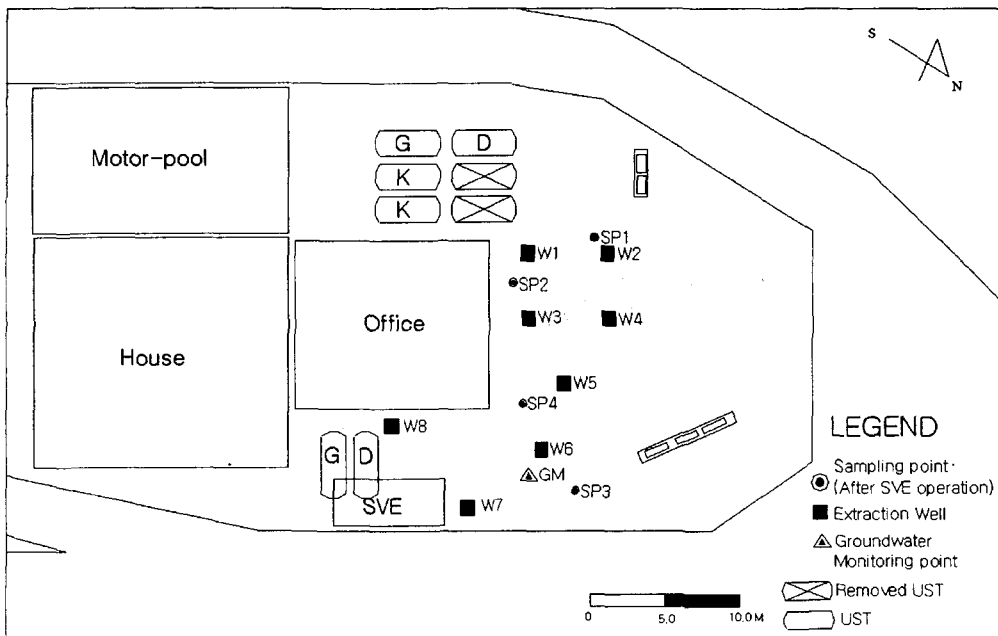 S
N
Motor-pool
G
D
K
K
SP1
W1
W2
SP2
W3
W4
Office
House
W5
SP4
W8
W6
G
D
GM
SP3
SVE
W7
LEGEND
Sampling point·
(After SVE operation)
Extraction Well
Groundwater
Monitoring point
Removed UST
UST
0
5.0
10.0 M